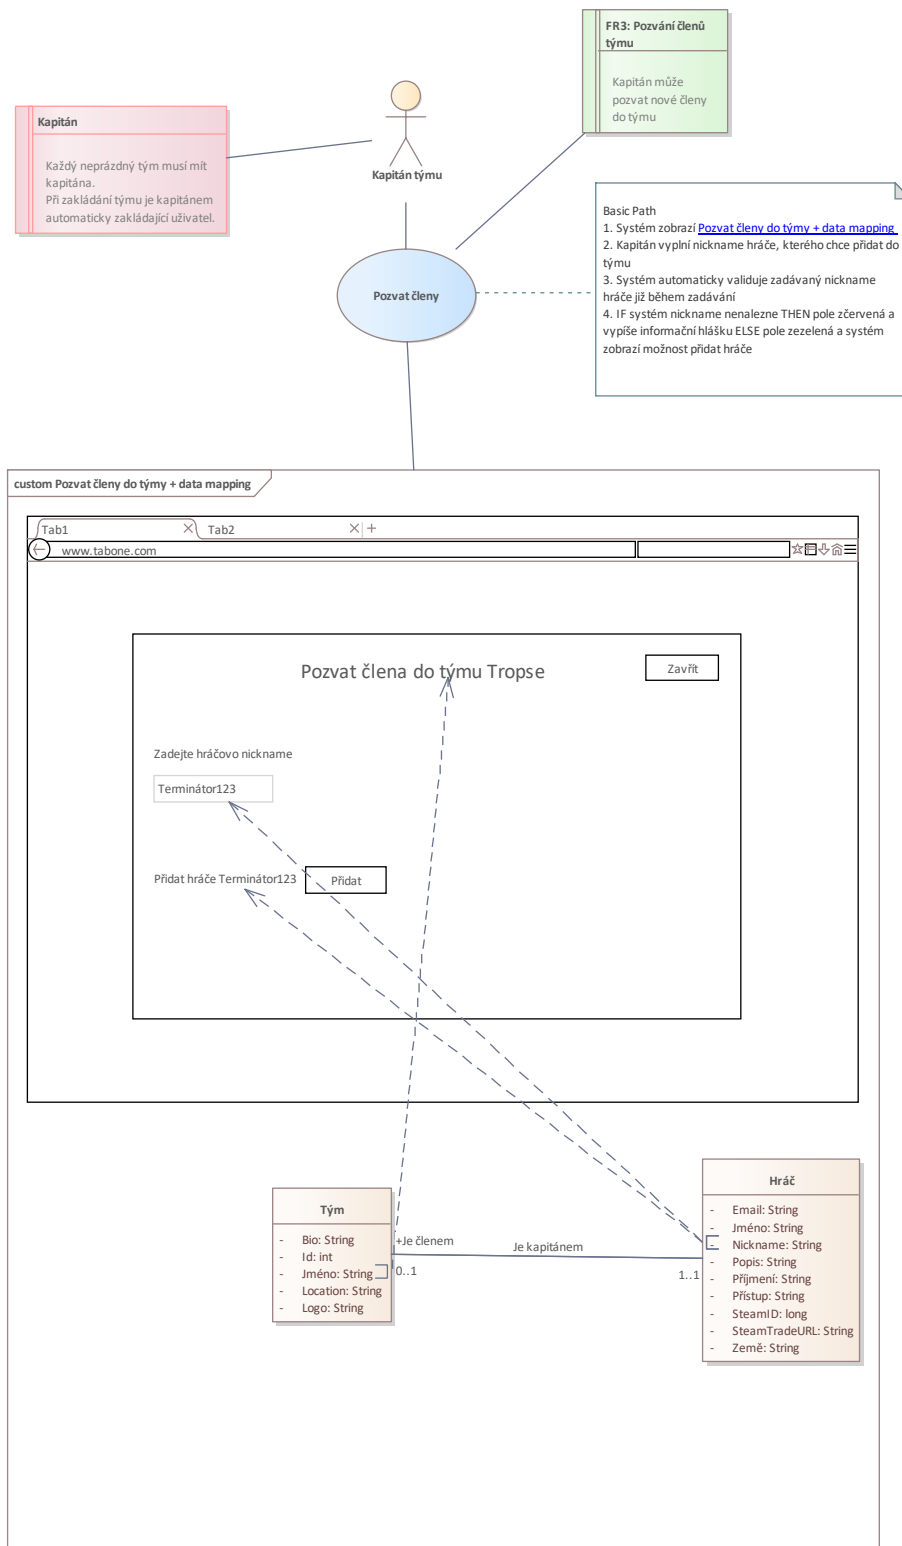 FR3: Pozvání členů
týmu
Kapitán může
pozvat nové členy
do týmu
Kapitán
Každý neprázdný tým musí mít
kapitána.
Při zakládání týmu je kapitánem
automaticky zakládající uživatel.
Kapitán týmu
Basic Path
1. Systém zobrazí Pozvat členy do týmy + data mapping
2. Kapitán vyplní nickname hráče, kterého chce přidat do
týmu
3. Systém automaticky validuje zadávaný nickname
hráče již během zadávání
4. IF systém nickname nenalezne THEN pole zčervená a
vypíše informační hlášku ELSE pole zezelená a systém
zobrazí možnost přidat hráče
Pozvat členy
custom Pozvat členy do týmy + data mapping
Tab1
Tab2
www.tabone.com
Pozvat člena do týmu Tropse
Zavřít
Zadejte hráčovo nickname
Terminátor123
Přidat hráče Terminátor123
Přidat
Tým
- Bio: String
- Id: int
- Jméno: String
- Location: String
- Logo: String
+Je členem
0..1
Je kapitánem
1..1
Hráč
- Email: String
- Jméno: String
- Nickname: String
- Popis: String
- Příjmení: String
- Přístup: String
- SteamID: long
- SteamTradeURL: String
- Země: String